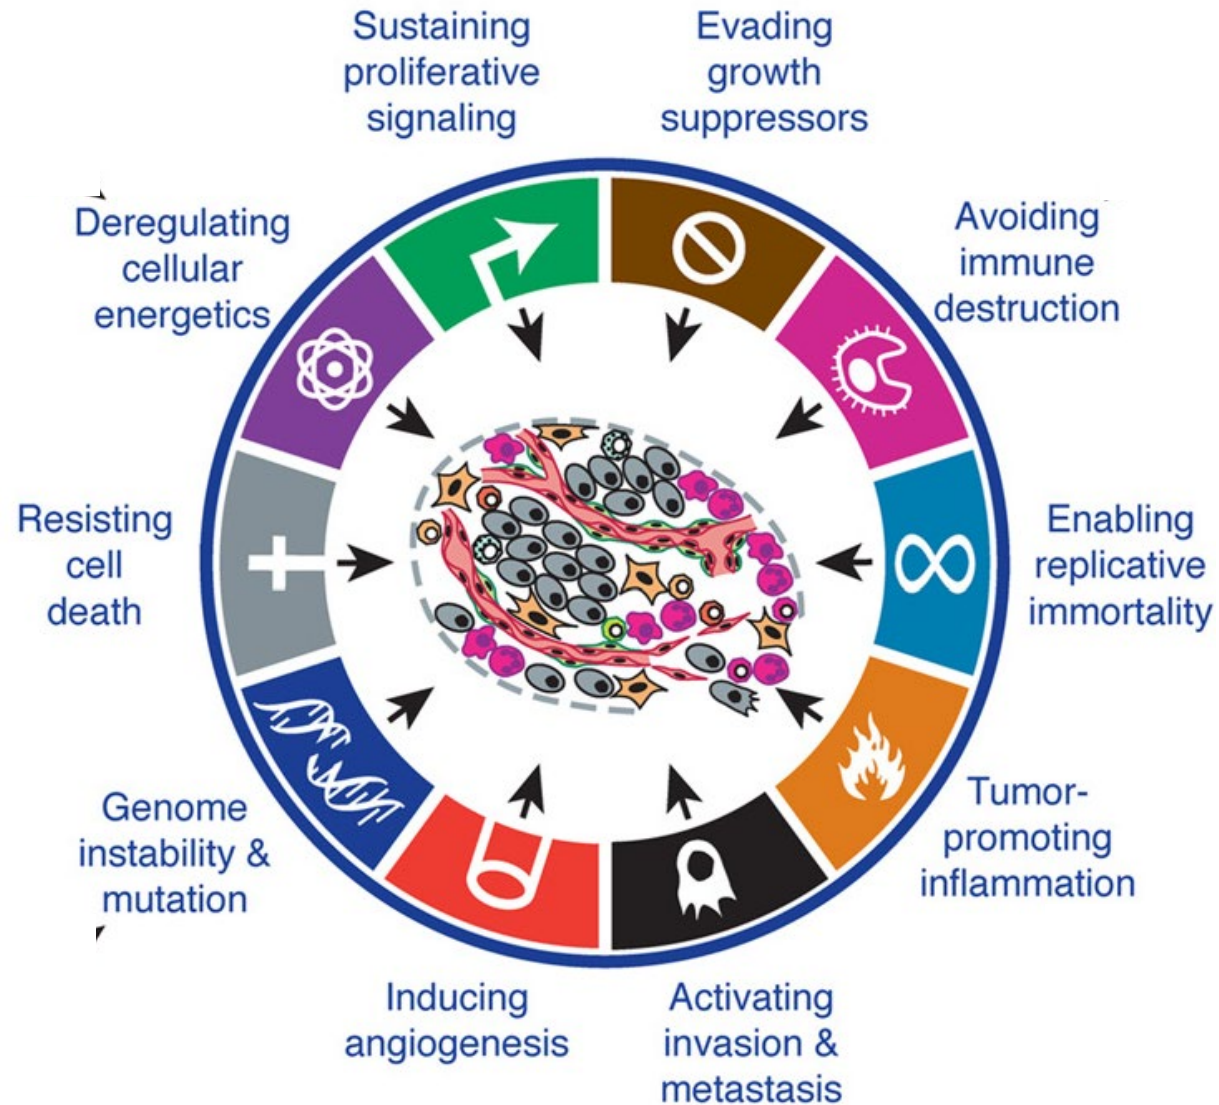 Sustaining
proliferative
signaling
Evading
growth
suppressors
Deregulating
cellular
energetics
Avoiding
immune
destruction
Resisting
cell
death
Enabling
replicative
immortality
Genome
instability &
mutation
Tumor-
promoting
inflammation
Inducing
angiogenesis
Activating
invasion &
metastasis